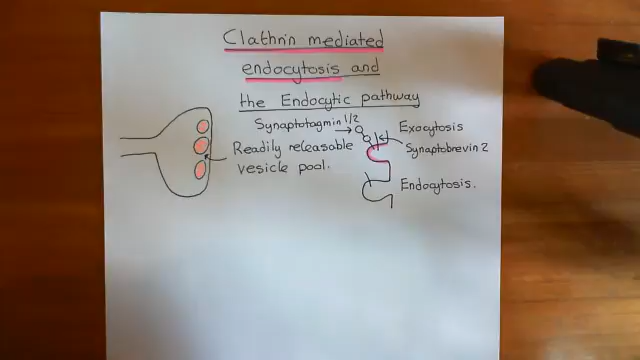 Clathrin mediated
endocytosis and
the Endocytic pathway
Synaptotagmin 1/2
Exocytosis
Readily releasable
vesicle pool.
Synaptobrevin 2
Endocytosis.